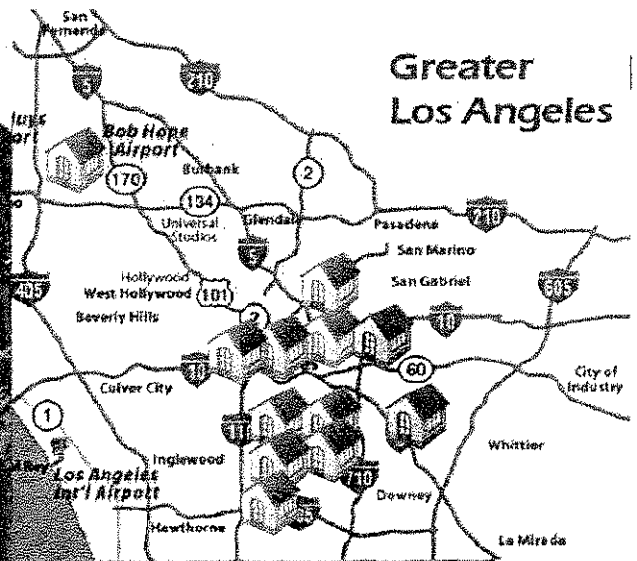 San
Fernando
Greater
Los Angeles
5
210
Bob Hope
Airport
170
Burbank
2
134
Universal
Studios
Glendale
Pasadena
210
5
San Marino
Hollywood
San Gabriel
405
West Hollywood
101
605
Beverly Hills
2
10
10
60
Culver City
City of
Industry
1
Inglewood
Whittier
Los Angeles
Int'l Airport
710
Downey
Hawthorne
La Mirada